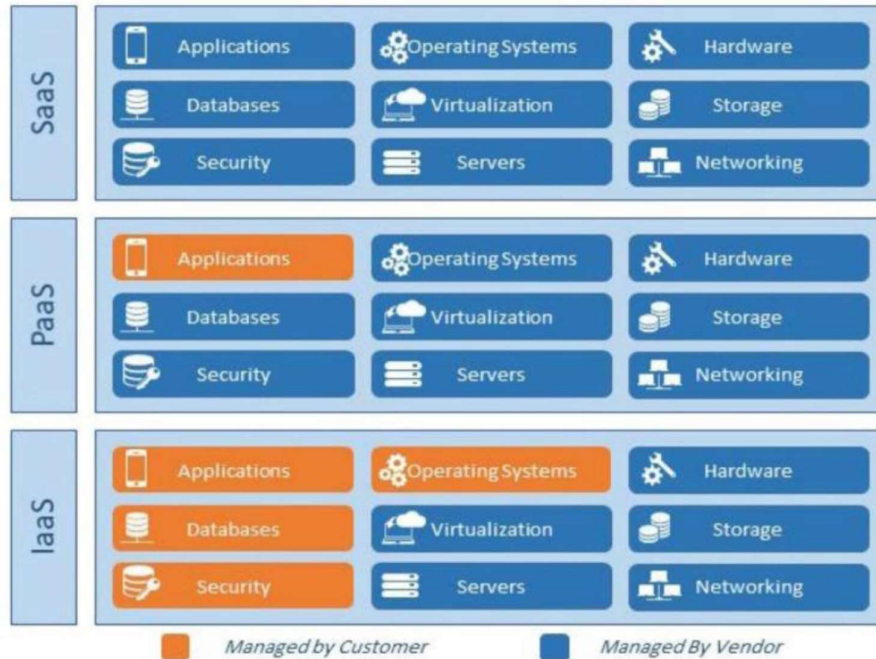 SaaS
Applications Operating Systems Hardware
Databases Virtualization Storage
Security Servers Networking
PaaS
Applications Operating Systems Hardware
Databases Virtualization Storage
Security Servers Networking
IaaS
Applications Operating Systems Hardware
Databases Virtualization Storage
Security Servers Networking
Managed by Customer Managed By Vendor